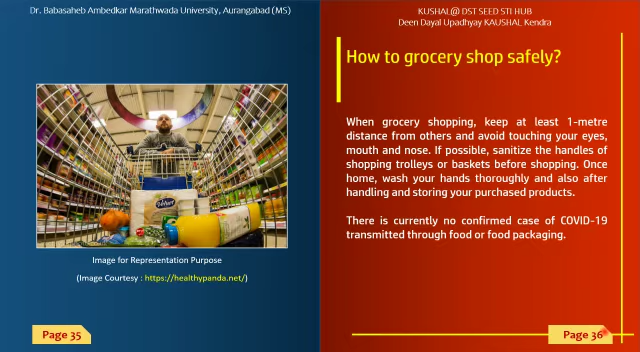 Dr. Babasaheb Ambedkar Marathwada University, Aurangabad (MS)
Image for Representation Purpose
(Image Courtesy : https://healthypanda.net/)
Page 35
KUSHAL@ DST SEED STI HUB
Deen Dayal Upadhyay KAUSHAL Kendra
How to grocery shop safely?
When grocery shopping, keep at least 1-metre
distance from others and avoid touching your eyes,
mouth and nose. If possible, sanitize the handles of
shopping trolleys or baskets before shopping. Once
home, wash your hands thoroughly and also after
handling and storing your purchased products.
There is currently no confirmed case of COVID-19
transmitted through food or food packaging.
Page 36